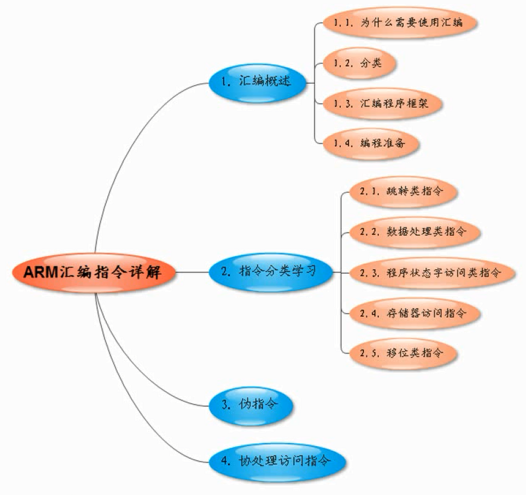 ARM汇编指令详解
1. 汇编概述
1.1. 为什么需要使用汇编
1.2. 分类
1.3. 汇编程序框架
1.4. 编程准备
2. 指令分类学习
2.1. 跳转类指令
2.2. 数据处理类指令
2.3. 程序状态字访问类指令
2.4. 存储器访问指令
2.5. 移位类指令
3. 伪指令
4. 协处理访问指令